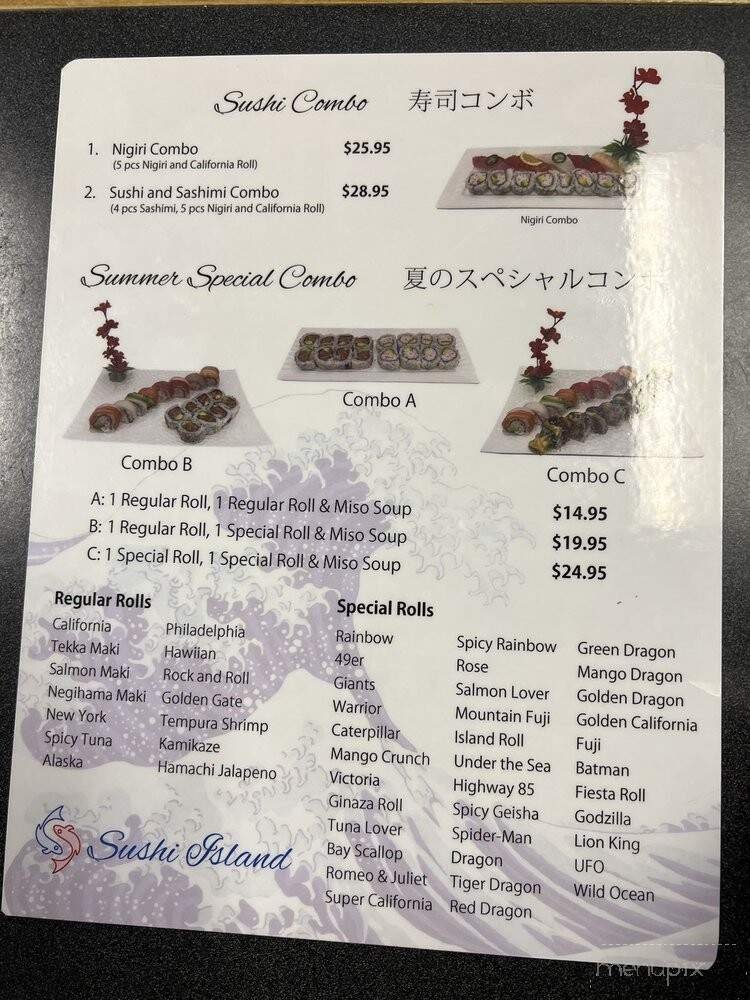 Sushi Combo 寿司コンボ
1. Nigiri Combo $25.95
(5 pcs Nigiri and California Roll)
2. Sushi and Sashimi Combo $28.95
(4 pcs Sashimi, 5 pcs Nigiri and California Roll)
Nigiri Combo
Summer Special Combo 夏のスペシャルコンボ
Combo A
Combo B
Combo C
A: 1 Regular Roll, 1 Regular Roll & Miso Soup $14.95
B: 1 Regular Roll, 1 Special Roll & Miso Soup $19.95
C: 1 Special Roll, 1 Special Roll & Miso Soup $24.95
Regular Rolls
California
Tekka Maki
Salmon Maki
Negihama Maki
New York
Spicy Tuna
Alaska
Philadelphia
Hawiian
Rock and Roll
Golden Gate
Tempura Shrimp
Kamikaze
Hamachi Jalapeno
Special Rolls
Rainbow
49er
Giants
Warrior
Caterpillar
Mango Crunch
Victoria
Ginaza Roll
Tuna Lover
Bay Scallop
Romeo & Juliet
Super California
Spicy Rainbow
Rose
Salmon Lover
Mountain Fuji
Island Roll
Under the Sea
Highway 85
Spicy Geisha
Spider-Man
Dragon
Tiger Dragon
Red Dragon
Green Dragon
Mango Dragon
Golden Dragon
Golden California
Fuji
Batman
Fiesta Roll
Godzilla
Lion King
UFO
Wild Ocean
Sushi Island
menupix